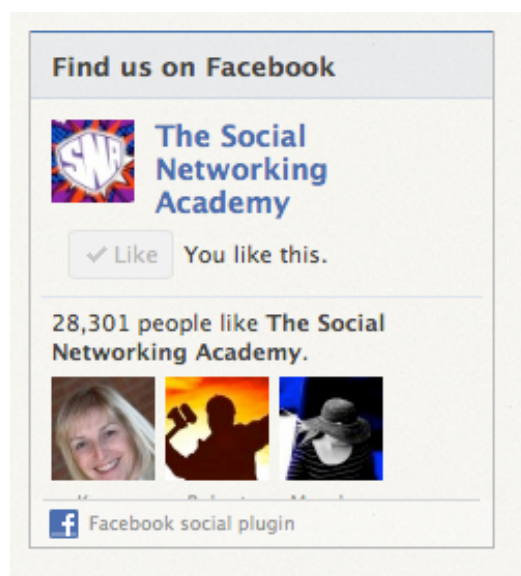 Find us on Facebook
SNA
The Social
Networking
Academy
Like You like this.
28,301 people like The Social
Networking Academy.
Facebook social plugin